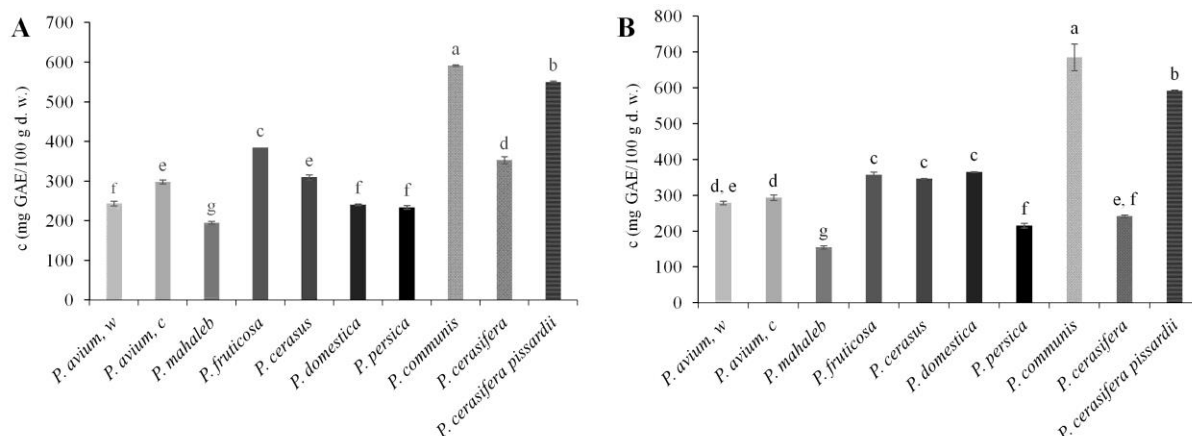 A
c (mg GAE/100 g d. w.)
700
600
500
400
300
200
100
0
f
e
g
c
e
f
f
a
d
b
P. avium, w
P. avium, c
P. mahaleb
P. fruticosa
P. cerasus
P. domestica
P. persica
P. communis
P. cerasifera
P. cerasifera pissardii
B
c (mg GAE/100 g d. w.)
800
700
600
500
400
300
200
100
0
d, e
d
g
c
c
c
f
a
e, f
b
P. avium, w
P. avium, c
P. mahaleb
P. fruticosa
P. cerasus
P. domestica
P. persica
P. communis
P. cerasifera
P. cerasifera pissardii